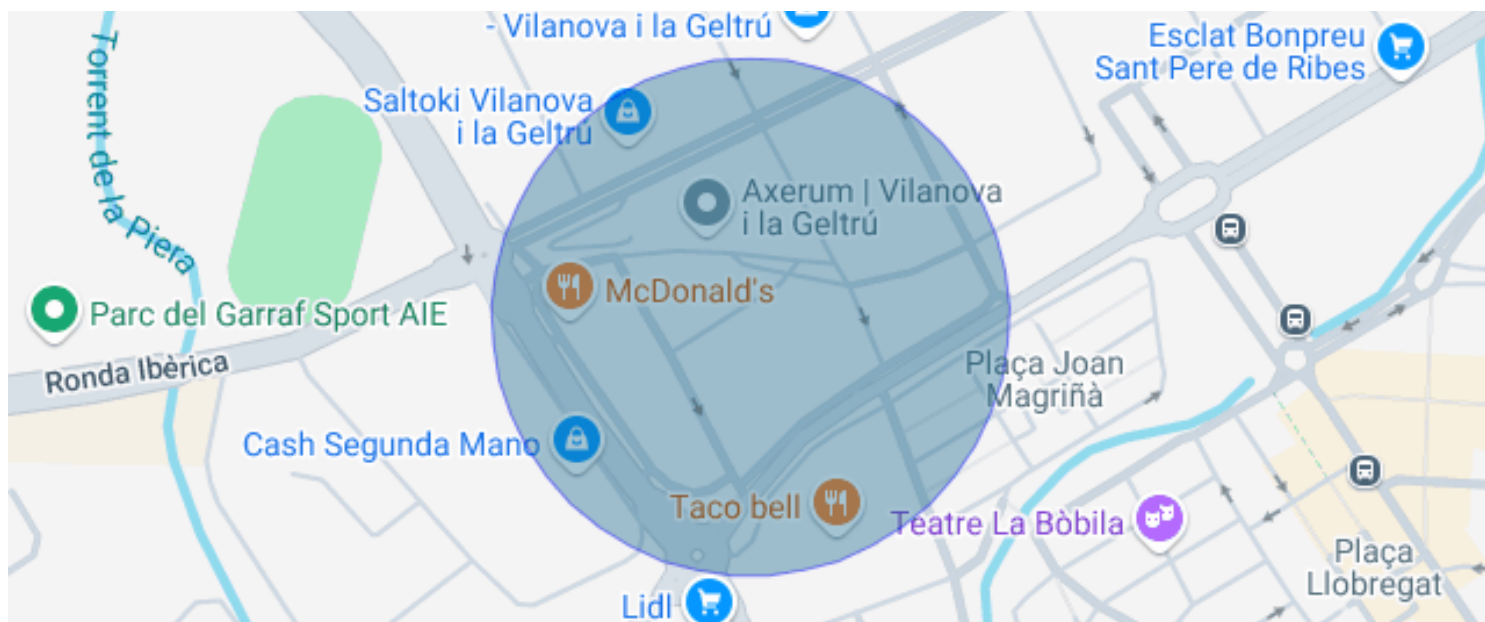 - Vilanova i la Geltrú
Esclat Bonpreu
Sant Pere de Ribes
Torrent de la Piera
Saltoki Vilanova
i la Geltrú
Axerum | Vilanova
i la Geltrú
McDonald's
Parc del Garraf Sport AIE
Ronda Ibèrica
Plaça Joan
Magriñà
Cash Segunda Mano
Taco bell
Teatre La Bòbila
Plaça
Llobregat
Lidl